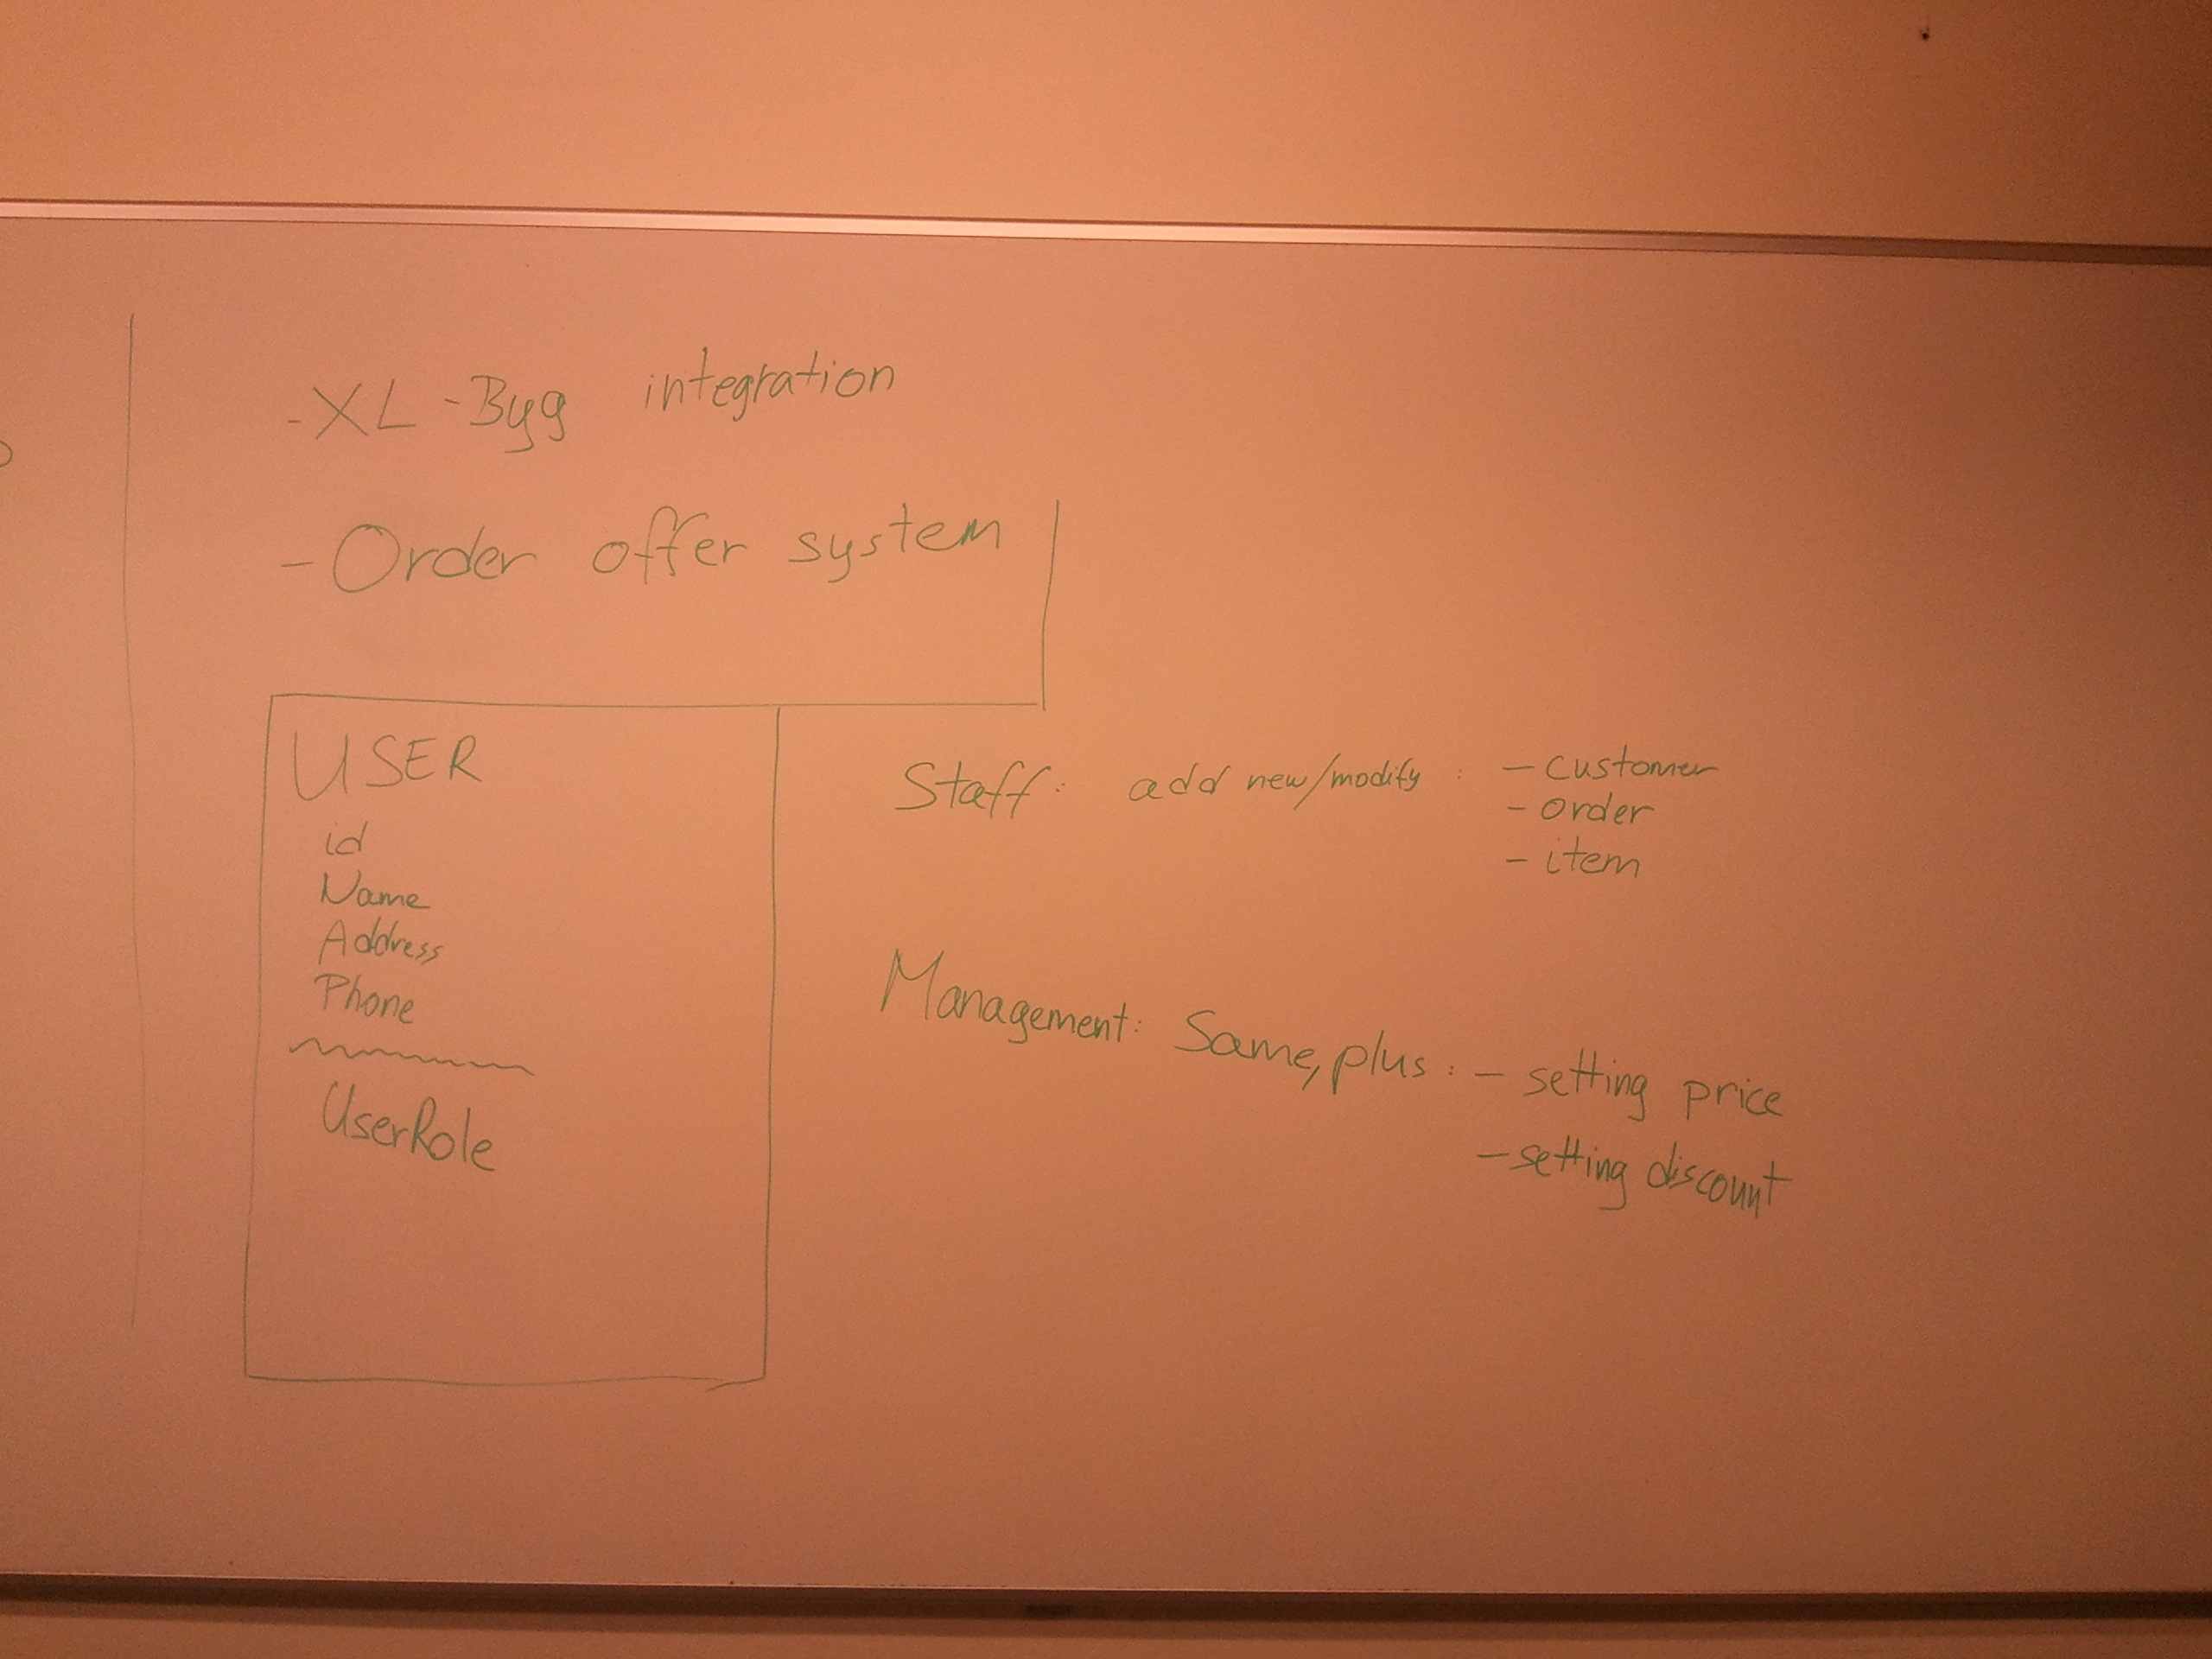 - XL - Byg integration
- Order offer system
USER
id
Name
Address
Phone
UserRole
Staff: add new/modify : - customer
- order
- item
Management: Same, plus : - setting price
- setting discount